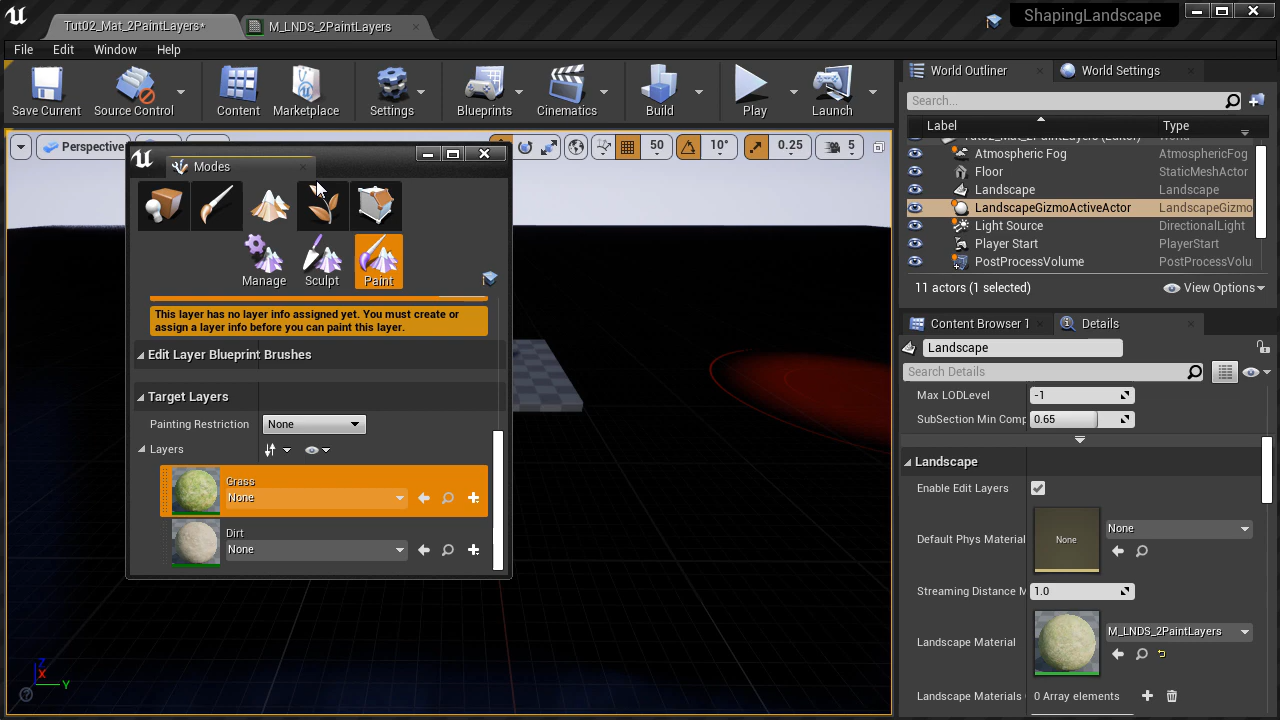 Tut02_Mat_2PaintLayers*
M_LNDS_2PaintLayers
ShapingLandscape
File Edit Window Help
Save Current
Source Control
Content
Marketplace
Settings
Blueprints
Cinematics
Build
Play
Launch
Perspective
50
10°
0.25
5
Modes
Manage
Sculpt
Paint
This layer has no layer info assigned yet. You must create or
assign a layer info before you can paint this layer.
Edit Layer Blueprint Brushes
Target Layers
Painting Restriction None
Layers
Grass
None
Dirt
None
X
Y
Z
World Outliner
World Settings
Search...
Label Type
Atmospheric Fog AtmosphericFog
Floor StaticMeshActor
Landscape Landscape
LandscapeGizmoActiveActor LandscapeGizmo
Light Source DirectionalLight
Player Start PlayerStart
PostProcessVolume PostProcessVolu
11 actors (1 selected)
View Options
Content Browser 1
Details
Landscape
Search Details
Max LODLevel -1
SubSection Min Comp 0.65
Landscape
Enable Edit Layers
Default Phys Material None
None
Streaming Distance M 1.0
Landscape Material M_LNDS_2PaintLayers
Landscape Materials 0 Array elements